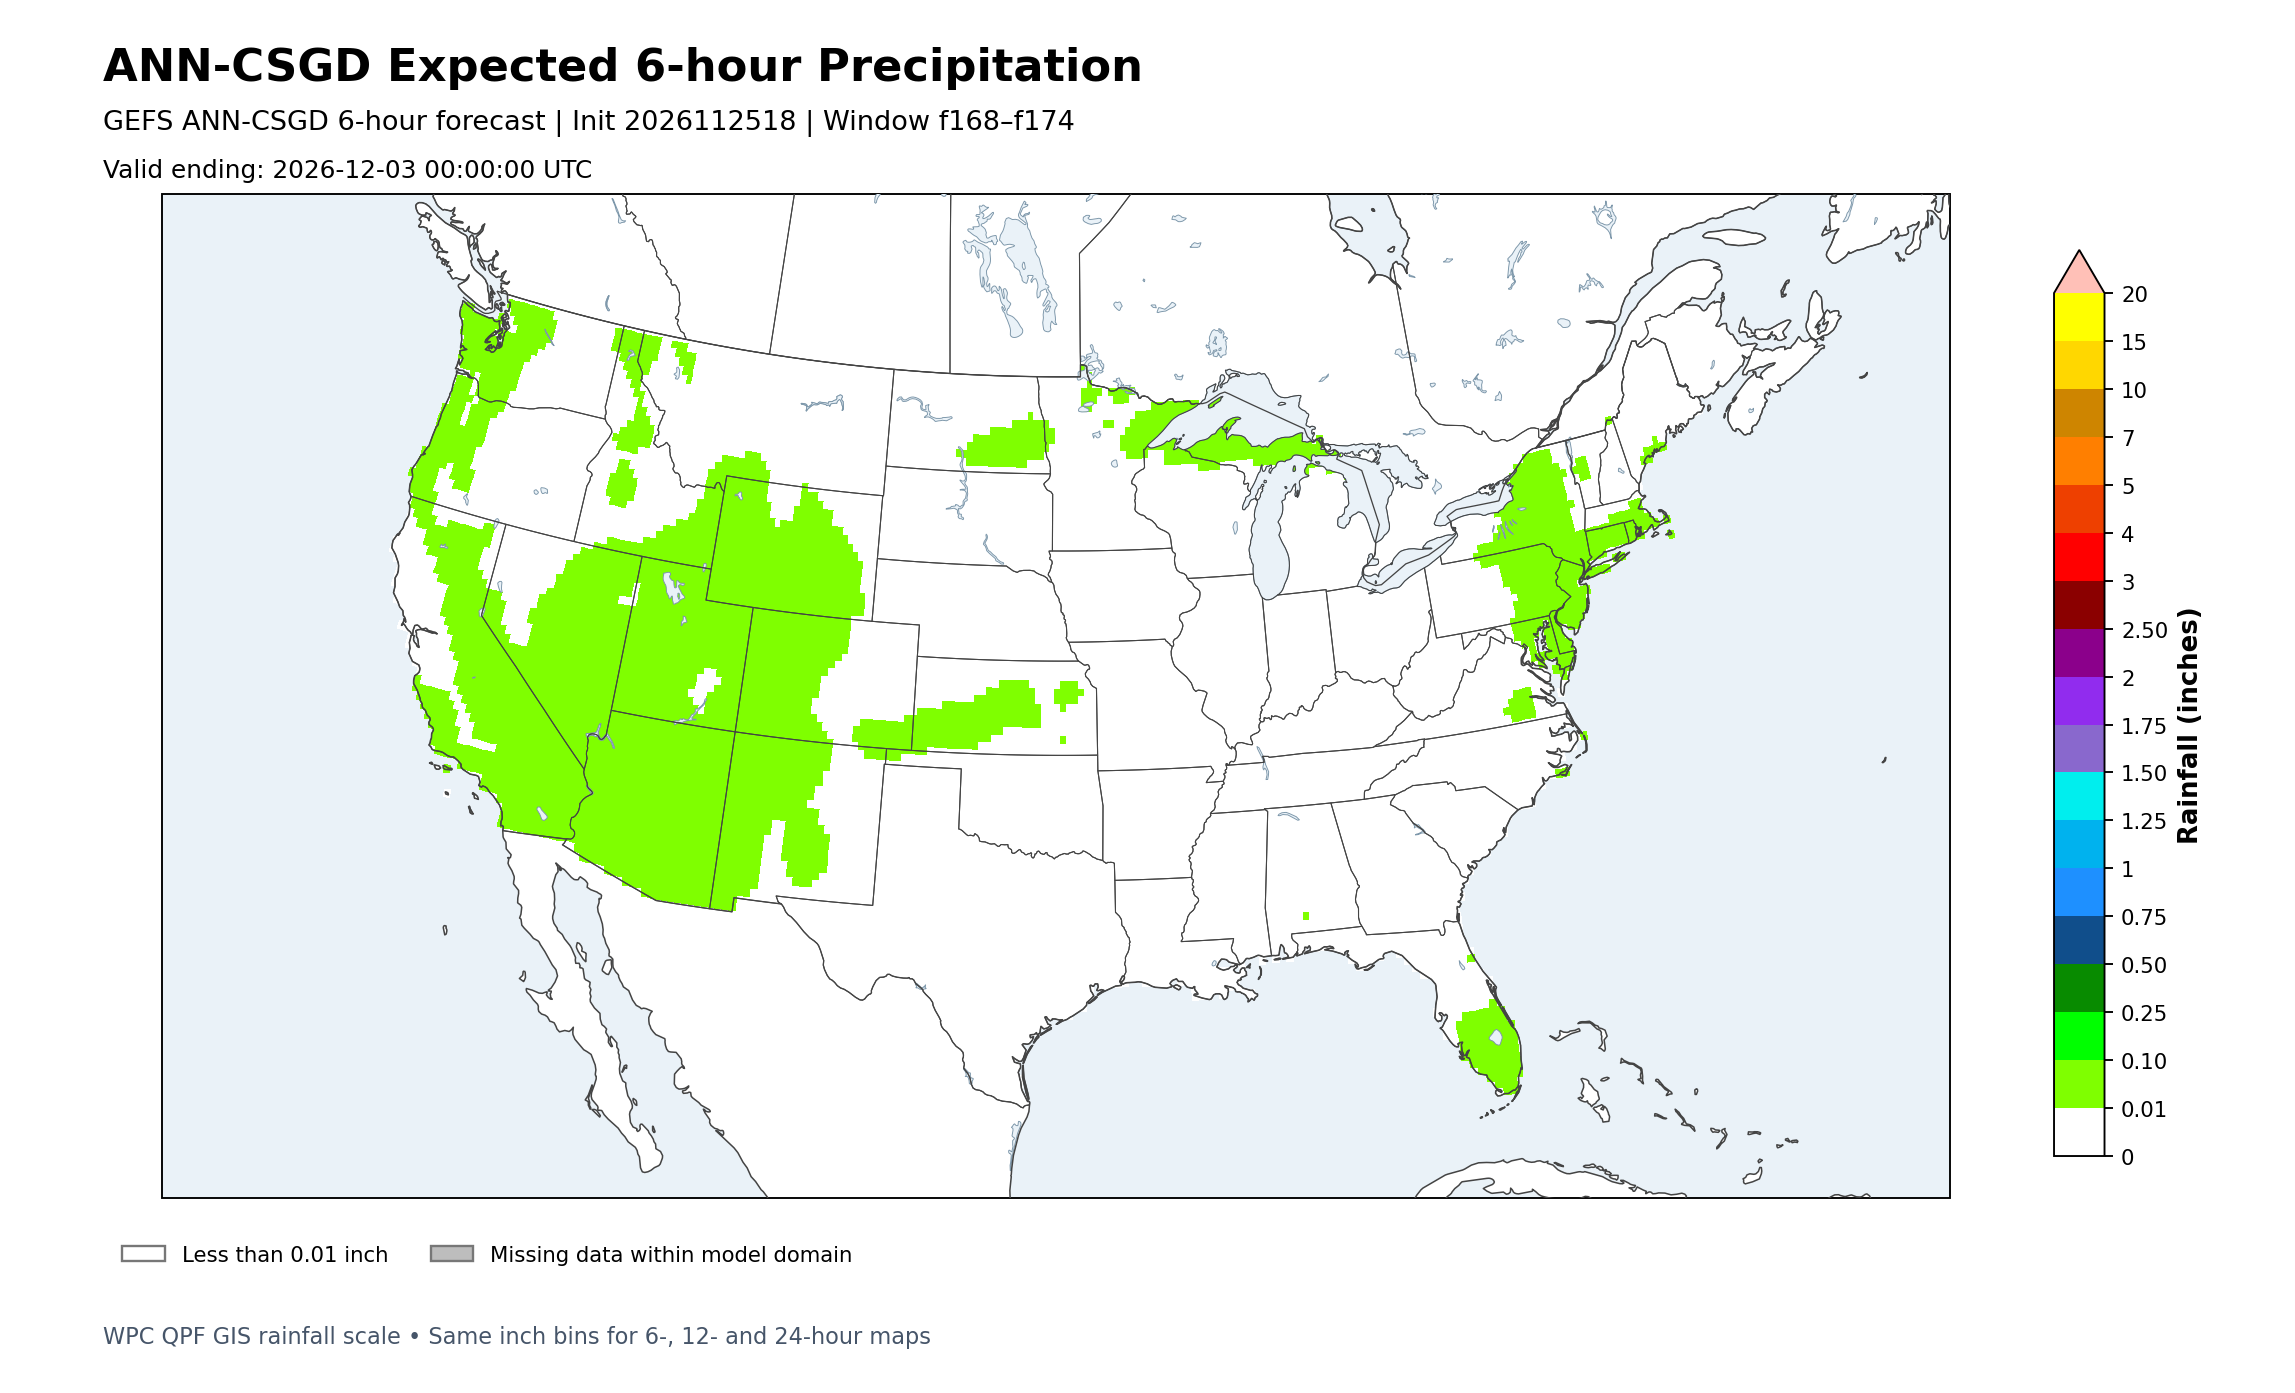 ANN-CSGD Expected 6-hour Precipitation
GEFS ANN-CSGD 6-hour forecast | Init 2026112518 | Window f168–f174
Valid ending: 2026-12-03 00:00:00 UTC
20
15
10
7
5
4
3
2.50
2
1.75
1.50
1.25
1
0.75
0.50
0.25
0.10
0.01
0
Rainfall (inches)
Less than 0.01 inch
Missing data within model domain
WPC QPF GIS rainfall scale • Same inch bins for 6-, 12- and 24-hour maps